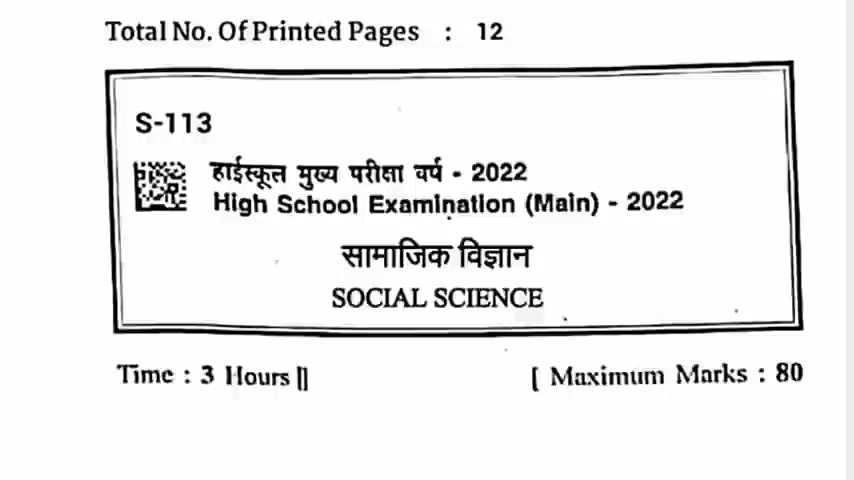 Total No. Of Printed Pages : 12
S-113
हाईस्कूल मुख्य परीक्षा वर्ष - 2022
High School Examination (Main) - 2022
सामाजिक विज्ञान
SOCIAL SCIENCE
Time : 3 Hours ]]
[ Maximum Marks : 80